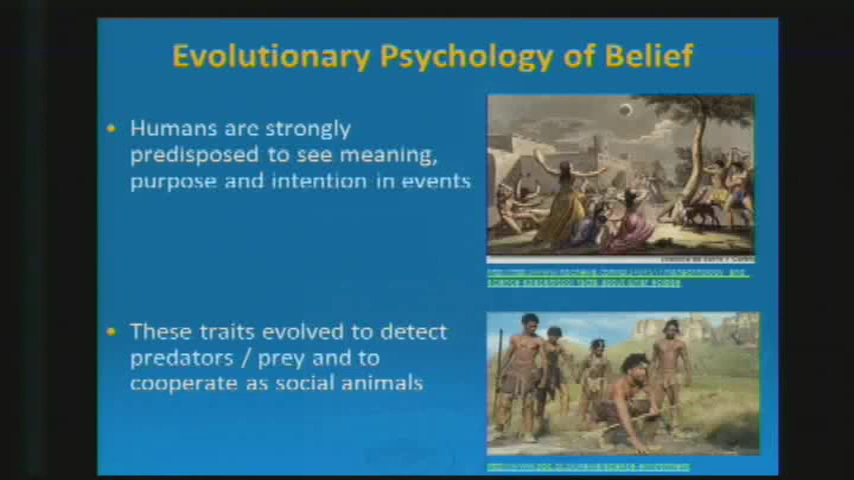 Evolutionary Psychology of Belief
• Humans are strongly
predisposed to see meaning,
purpose and intention in events
• These traits evolved to detect
predators / prey and to
cooperate as social animals